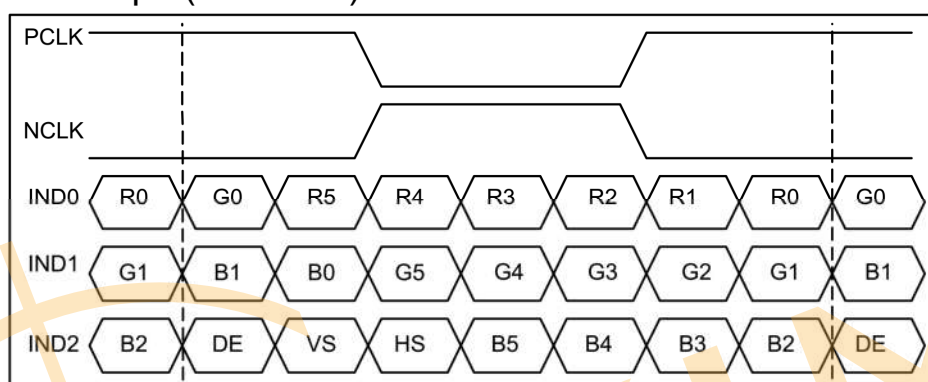 PCLK
NCLK
IND0 R0 G0 R5 R4 R3 R2 R1 R0 G0
IND1 G1 B1 B0 G5 G4 G3 G2 G1 B1
IND2 B2 DE VS HS B5 B4 B3 B2 DE